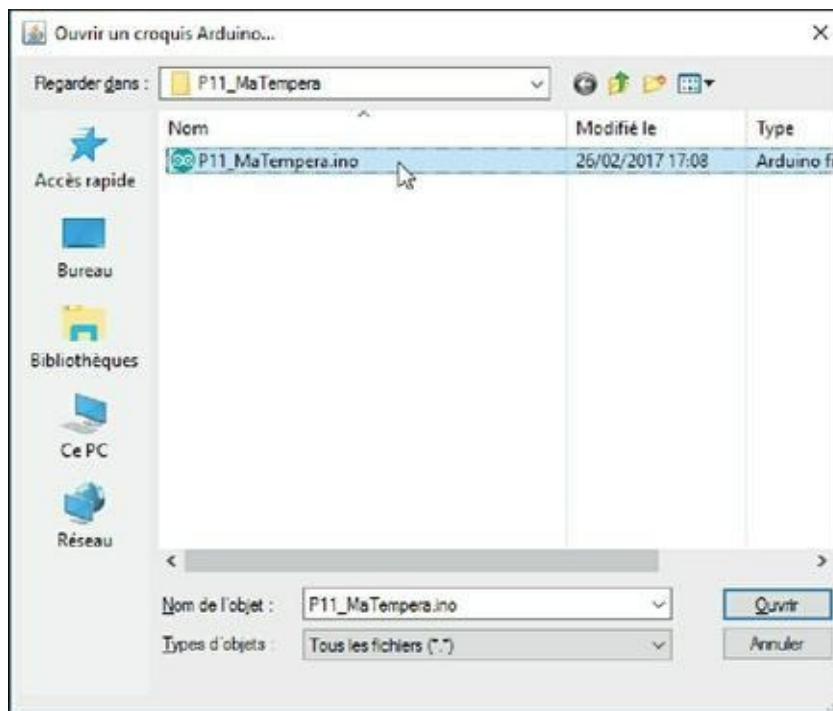 Ouvrir un croquis Arduino...
Regarder dans : P11_MaTempera
Nom Modifié le Type
P11_MaTempera.ino 26/02/2017 17:08 Arduino fi
Accès rapide
Bureau
Bibliothèques
Ce PC
Réseau
Nom de l'objet : P11_MaTempera.ino Ouvrir
Types d'objets : Tous les fichiers (*.*) Annuler